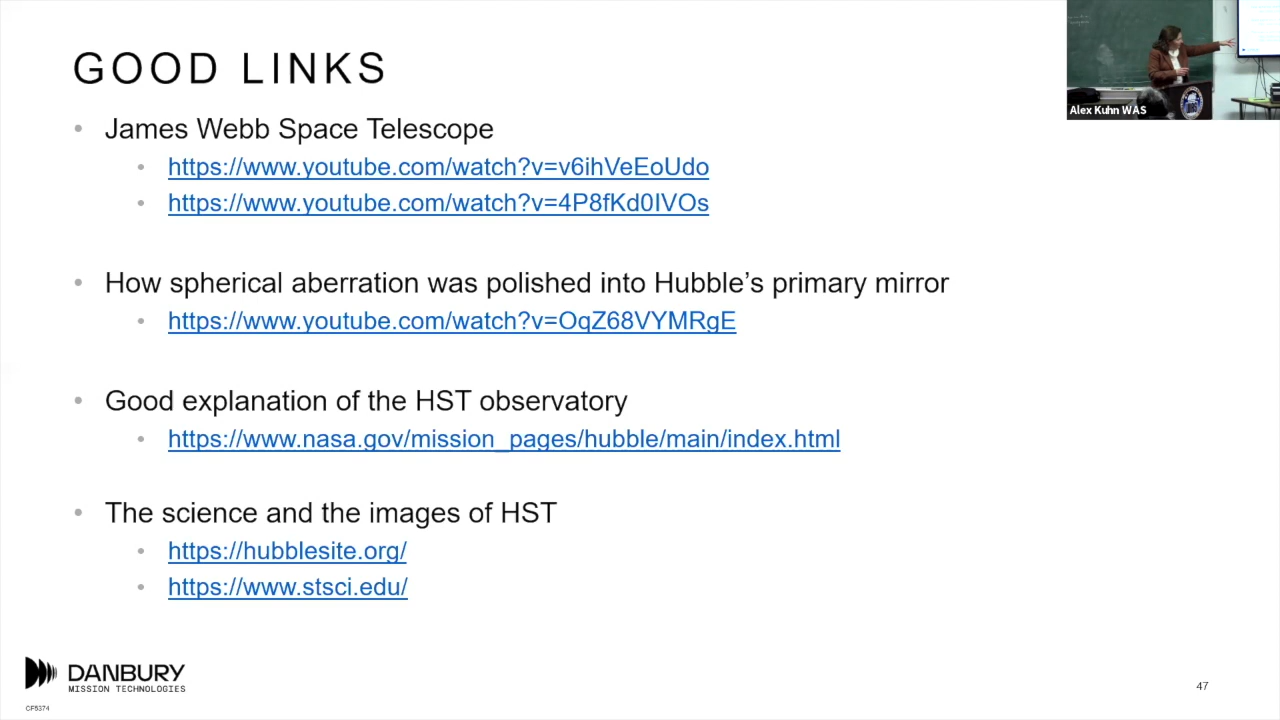 GOOD LINKS
Alex Kuhn WAS
• James Webb Space Telescope
• https://www.youtube.com/watch?v=v6ihVeEoUdo
• https://www.youtube.com/watch?v=4P8fKd0IVOs
• How spherical aberration was polished into Hubble’s primary mirror
• https://www.youtube.com/watch?v=OqZ68VYMRgE
• Good explanation of the HST observatory
• https://www.nasa.gov/mission_pages/hubble/main/index.html
• The science and the images of HST
• https://hubblesite.org/
• https://www.stsci.edu/
DANBURY
MISSION TECHNOLOGIES
CF5374
47